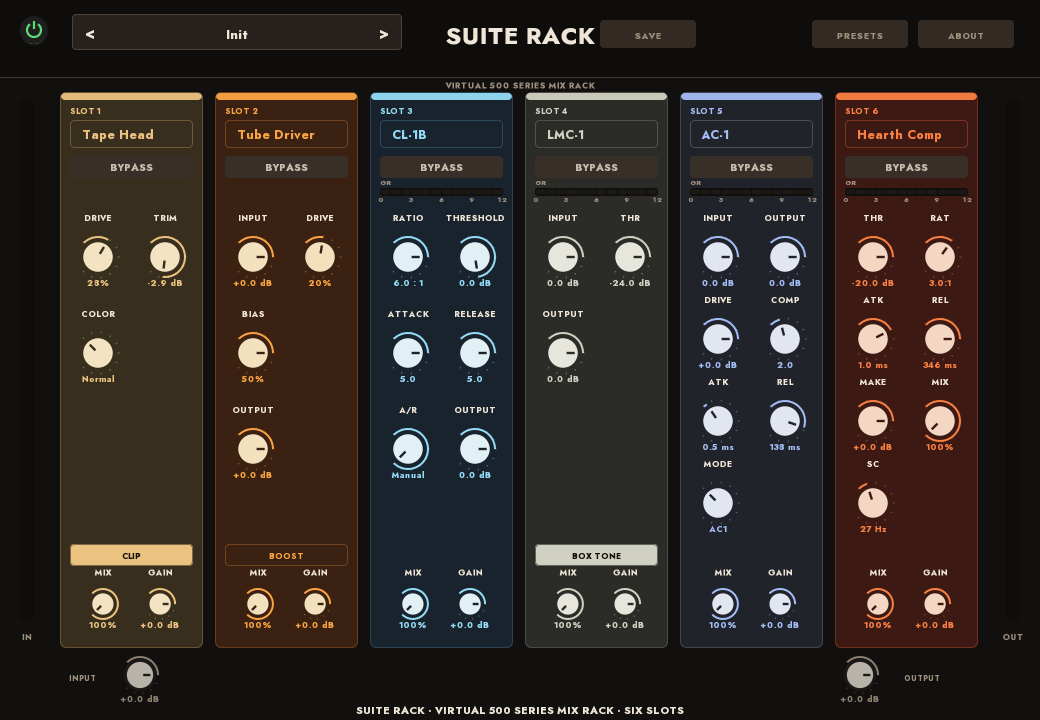 < Init >
SUITE RACK
SAVE
PRESETS
ABOUT
VIRTUAL 500 SERIES MIX RACK
SLOT 1
Tape Head
BYPASS
DRIVE TRIM
28% -2.9 dB
COLOR
Normal
CLIP
MIX GAIN
100% +0.0 dB
SLOT 2
Tube Driver
BYPASS
INPUT DRIVE
+0.0 dB 20%
BIAS
50%
OUTPUT
+0.0 dB
BOOST
MIX GAIN
100% +0.0 dB
SLOT 3
CL-1B
BYPASS
GR
0 3 6 9 12
RATIO THRESHOLD
6.0 : 1 0.0 dB
ATTACK RELEASE
5.0 5.0
A/R OUTPUT
Manual 0.0 dB
MIX GAIN
100% +0.0 dB
SLOT 4
LMC-1
BYPASS
GR
0 3 6 9 12
INPUT THR
0.0 dB -24.0 dB
OUTPUT
0.0 dB
BOX TONE
MIX GAIN
100% +0.0 dB
SLOT 5
AC-1
BYPASS
GR
0 3 6 9 12
INPUT OUTPUT
0.0 dB 0.0 dB
DRIVE COMP
+0.0 dB 2.0
ATK REL
0.5 ms 138 ms
MODE
AC1
MIX GAIN
100% +0.0 dB
SLOT 6
Hearth Comp
BYPASS
GR
0 3 6 9 12
THR RAT
-20.0 dB 3.0:1
ATK REL
1.0 ms 346 ms
MAKE MIX
+0.0 dB 100%
SC
27 Hz
MIX GAIN
100% +0.0 dB
IN
OUT
INPUT
+0.0 dB
OUTPUT
+0.0 dB
SUITE RACK · VIRTUAL 500 SERIES MIX RACK · SIX SLOTS